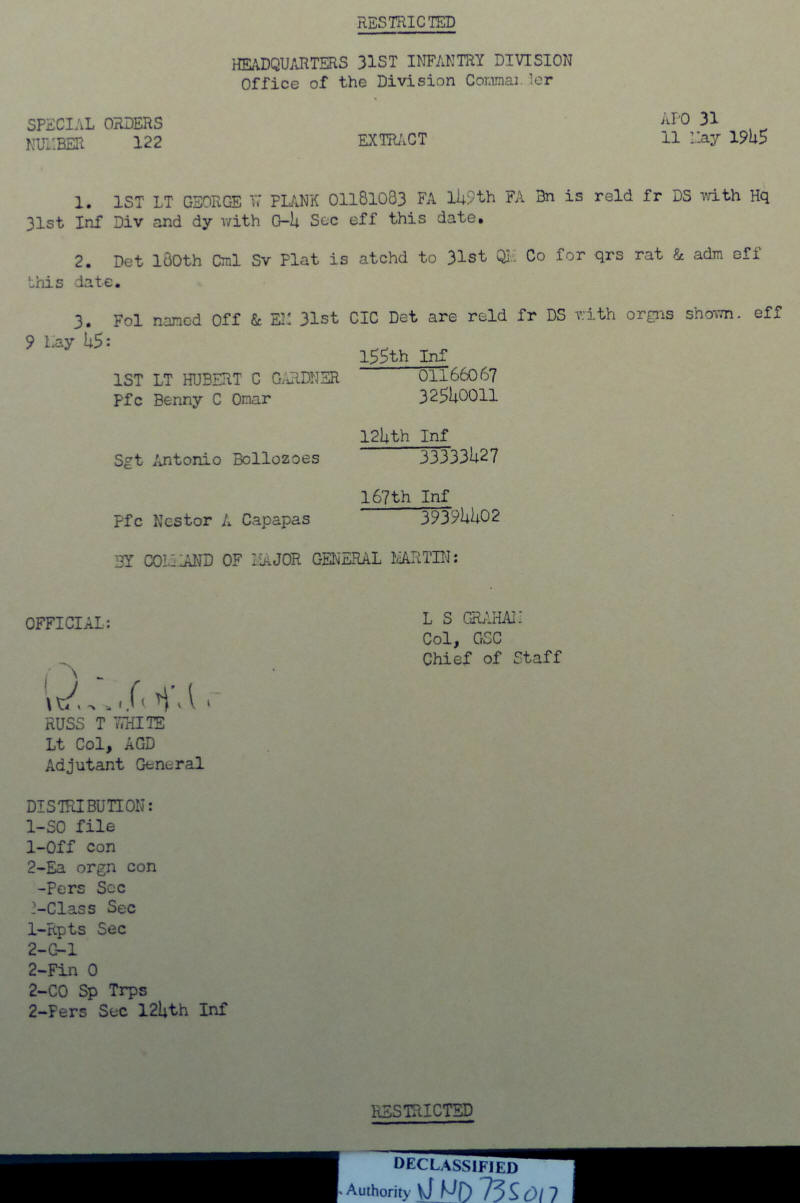 RESTRICTED
HEADQUARTERS 31ST INFANTRY DIVISION
Office of the Division Commander
SPECIAL ORDERS
NUMBER 122
EXTRACT
APO 31
11 May 1945
1. 1ST LT GEORGE W PLANK 01181083 FA 149th FA Bn is reld fr DS with Hq
31st Inf Div and dy with G-4 Sec eff this date.
2. Det 180th Cml Sv Plat is atchd to 31st QM Co for qrs rat & adm eff
this date.
3. Fol named Off & EM 31st CIC Det are reld fr DS with orgns shown. eff
9 May 45:
155th Inf
1ST LT HUBERT C GARDNER 01166067
Pfc Benny C Omar 32540011
124th Inf
Sgt Antonio Bollozoes 33333427
167th Inf
Pfc Nestor A Capapas 39394402
BY COMMAND OF MAJOR GENERAL MARTIN:
OFFICIAL:
L S GRAHAM
Col, GSC
Chief of Staff
RUSS T WHITE
Lt Col, AGD
Adjutant General
DISTRIBUTION:
1-SO file
1-Off con
2-Ea orgn con
-Pers Sec
-Class Sec
1-Rpts Sec
2-G-1
2-Fin O
2-CO Sp Trps
2-Pers Sec 124th Inf
RESTRICTED
DECLASSIFIED
Authority NND 735017